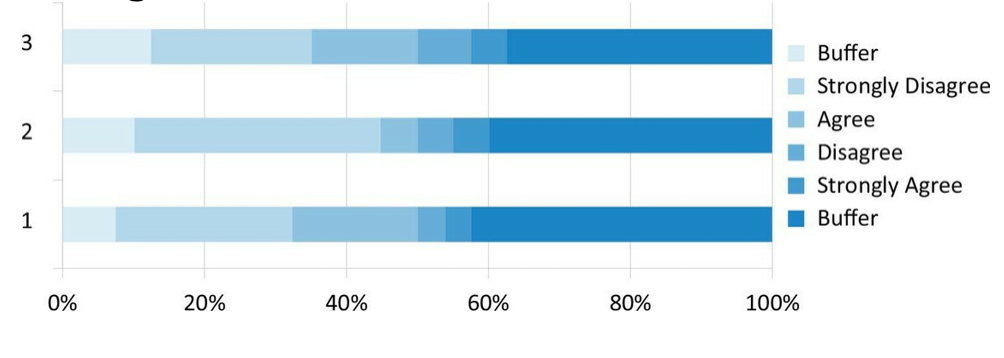 3
2
1
0% 20% 40% 60% 80% 100%
Buffer
Strongly Disagree
Agree
Disagree
Strongly Agree
Buffer